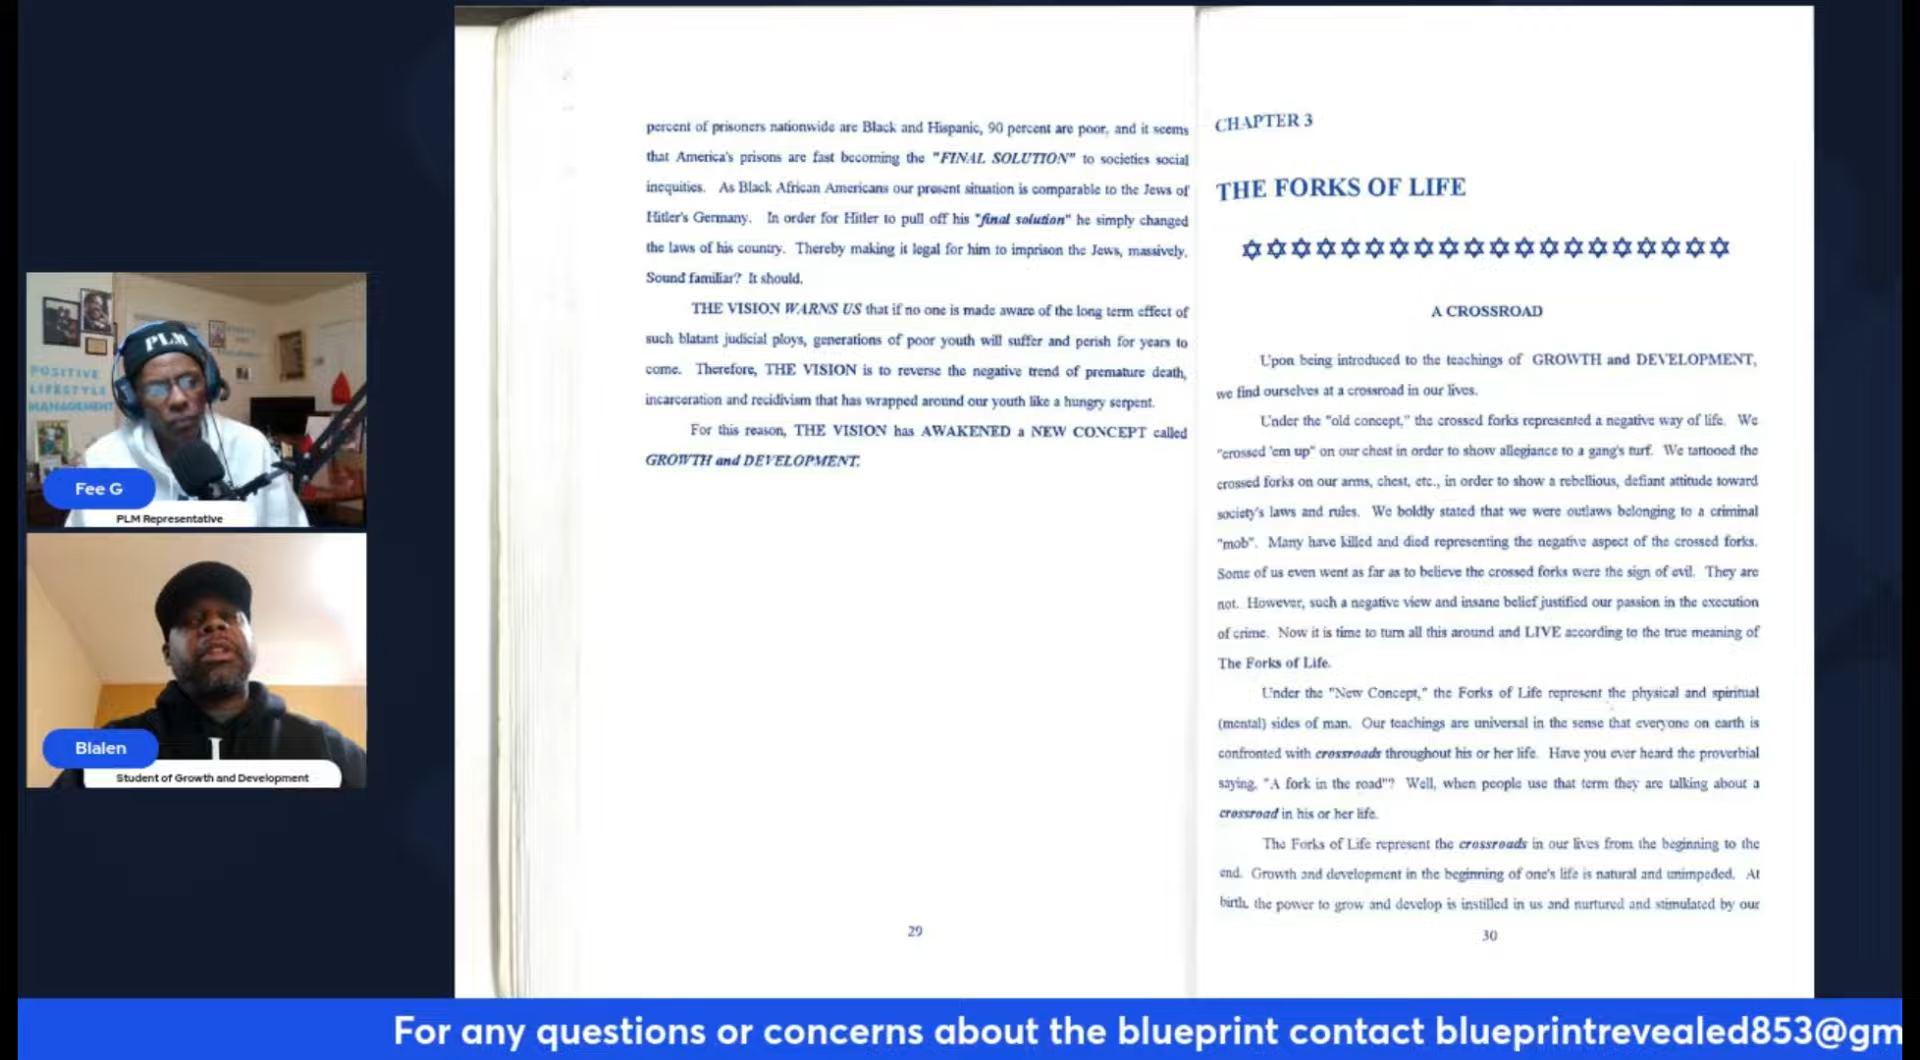 percent of prisoners nationwide are Black and Hispanic, 90 percent are poor, and it seems
that America's prisons are fast becoming the "FINAL SOLUTION" to societies social
inequities. As Black African Americans our present situation is comparable to the Jews of
Hitler's Germany. In order for Hitler to pull off his "final solution" he simply changed
the laws of his country. Thereby making it legal for him to imprison the Jews, massively.
Sound familiar? It should.
THE VISION WARNS US that if no one is made aware of the long term effect of
such blatant judicial ploys, generations of poor youth will suffer and perish for years to
come. Therefore, THE VISION is to reverse the negative trend of premature death,
incarceration and recidivism that has wrapped around our youth like a hungry serpent.
For this reason, THE VISION has AWAKENED a NEW CONCEPT called
GROWTH and DEVELOPMENT.
29
CHAPTER 3
THE FORKS OF LIFE
A CROSSROAD
Upon being introduced to the teachings of GROWTH and DEVELOPMENT,
we find ourselves at a crossroad in our lives.
Under the "old concept," the crossed forks represented a negative way of life. We
"crossed 'em up" on our chest in order to show allegiance to a gang's turf. We tattooed the
crossed forks on our arms, chest, etc., in order to show a rebellious, defiant attitude toward
society's laws and rules. We boldly stated that we were outlaws belonging to a criminal
"mob". Many have killed and died representing the negative aspect of the crossed forks.
Some of us even went as far as to believe the crossed forks were the sign of evil. They are
not. However, such a negative view and insane belief justified our passion in the execution
of crime. Now it is time to turn all this around and LIVE according to the true meaning of
The Forks of Life.
Under the "New Concept," the Forks of Life represent the physical and spiritual
(mental) sides of man. Our teachings are universal in the sense that everyone on earth is
confronted with crossroads throughout his or her life. Have you ever heard the proverbial
saying, "A fork in the road"? Well, when people use that term they are talking about a
crossroad in his or her life.
The Forks of Life represent the crossroads in our lives from the beginning to the
end. Growth and development in the beginning of one's life is natural and unimpeded. At
birth, the power to grow and develop is instilled in us and nurtured and stimulated by our
30
POSITIVE
LIFESTYLE
MANAGEMENT
PLM
Fee G
PLM Representative
Blalen
Student of Growth and Development
For any questions or concerns about the blueprint contact blueprintrevealed853@gm